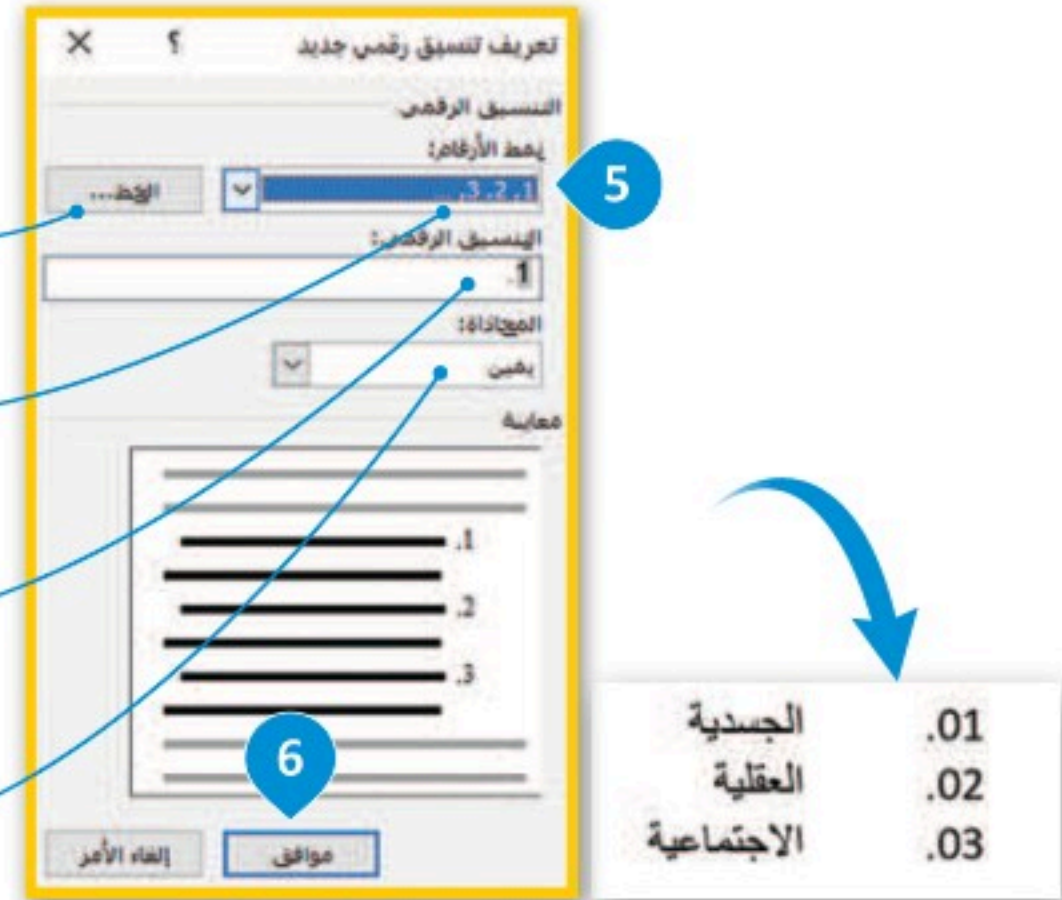 تعريف تنسيق رقمي جديد ؟ ×
التنسيق الرقمي
نمط الأرقام:
1, 2, 3, ... الخط...
5
التنسيق الرقمي:
1.
المحاذاة:
يمين
معاينة
1.
2.
3.
6
موافق إلغاء الأمر
01. الجسدية
02. العقلية
03. الاجتماعية